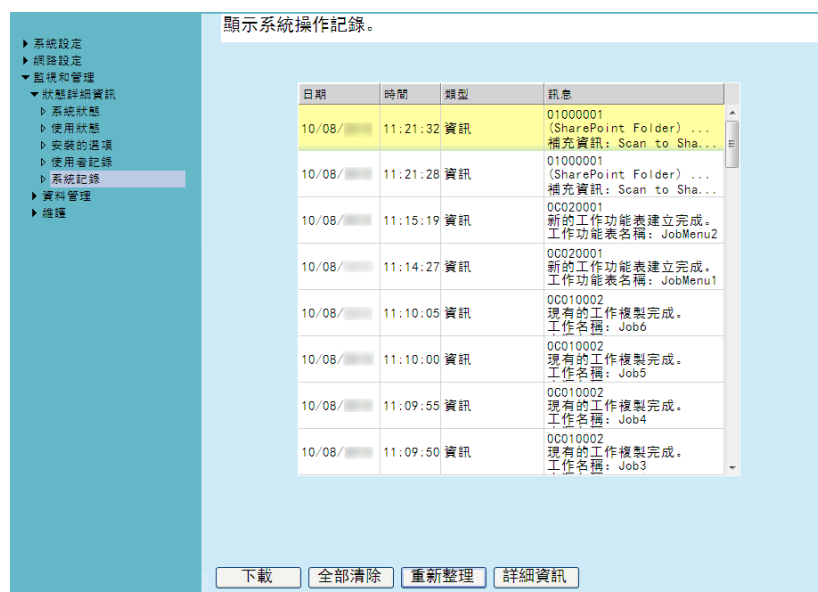 顯示系統操作記錄。
系統設定
網路設定
監視和管理
狀態詳細資訊
系統狀態
使用狀態
安裝的選項
使用者記錄
系統記錄
資料管理
維護
日期 時間 類型 訊息
10/08/ 11:21:32 資訊 01000001
(SharePoint Folder) ...
補充資訊: Scan to Sha...
10/08/ 11:21:28 資訊 01000001
(SharePoint Folder) ...
補充資訊: Scan to Sha...
10/08/ 11:15:19 資訊 0C020001
新的工作功能表建立完成。
工作功能表名稱: JobMenu2
10/08/ 11:14:27 資訊 0C020001
新的工作功能表建立完成。
工作功能表名稱: JobMenu1
10/08/ 11:10:05 資訊 0C010002
現有的工作複製完成。
工作名稱: Job6
10/08/ 11:10:00 資訊 0C010002
現有的工作複製完成。
工作名稱: Job5
10/08/ 11:09:55 資訊 0C010002
現有的工作複製完成。
工作名稱: Job4
10/08/ 11:09:50 資訊 0C010002
現有的工作複製完成。
工作名稱: Job3
下載 全部清除 重新整理 詳細資訊